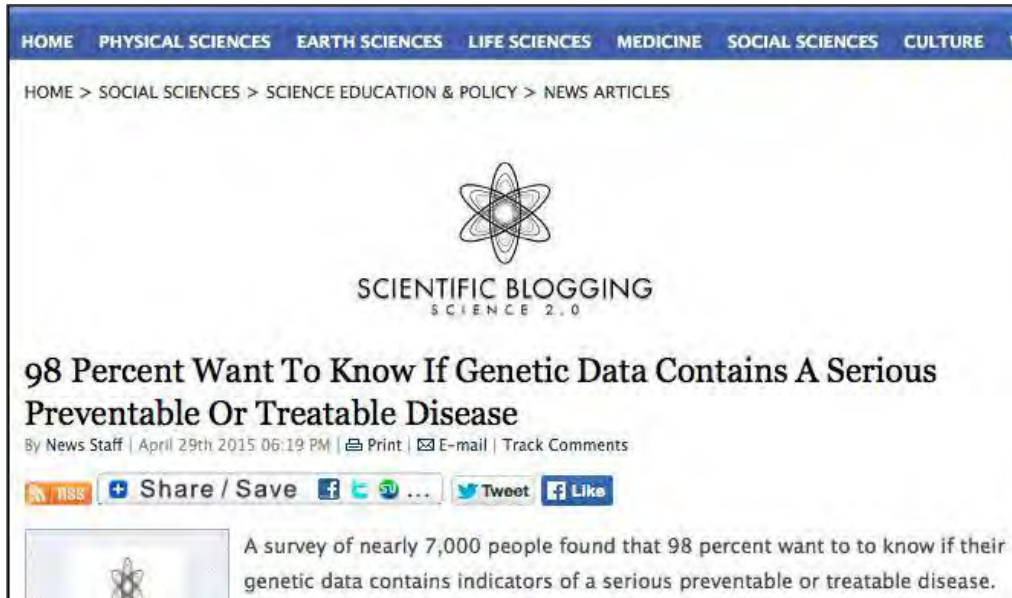 HOME PHYSICAL SCIENCES EARTH SCIENCES LIFE SCIENCES MEDICINE SOCIAL SCIENCES CULTURE
HOME > SOCIAL SCIENCES > SCIENCE EDUCATION & POLICY > NEWS ARTICLES
SCIENTIFIC BLOGGING
SCIENCE 2.0
98 Percent Want To Know If Genetic Data Contains A Serious
Preventable Or Treatable Disease
By News Staff | April 29th 2015 06:19 PM | Print | E-mail | Track Comments
RSS Share / Save ... Tweet Like
A survey of nearly 7,000 people found that 98 percent want to to know if their
genetic data contains indicators of a serious preventable or treatable disease.